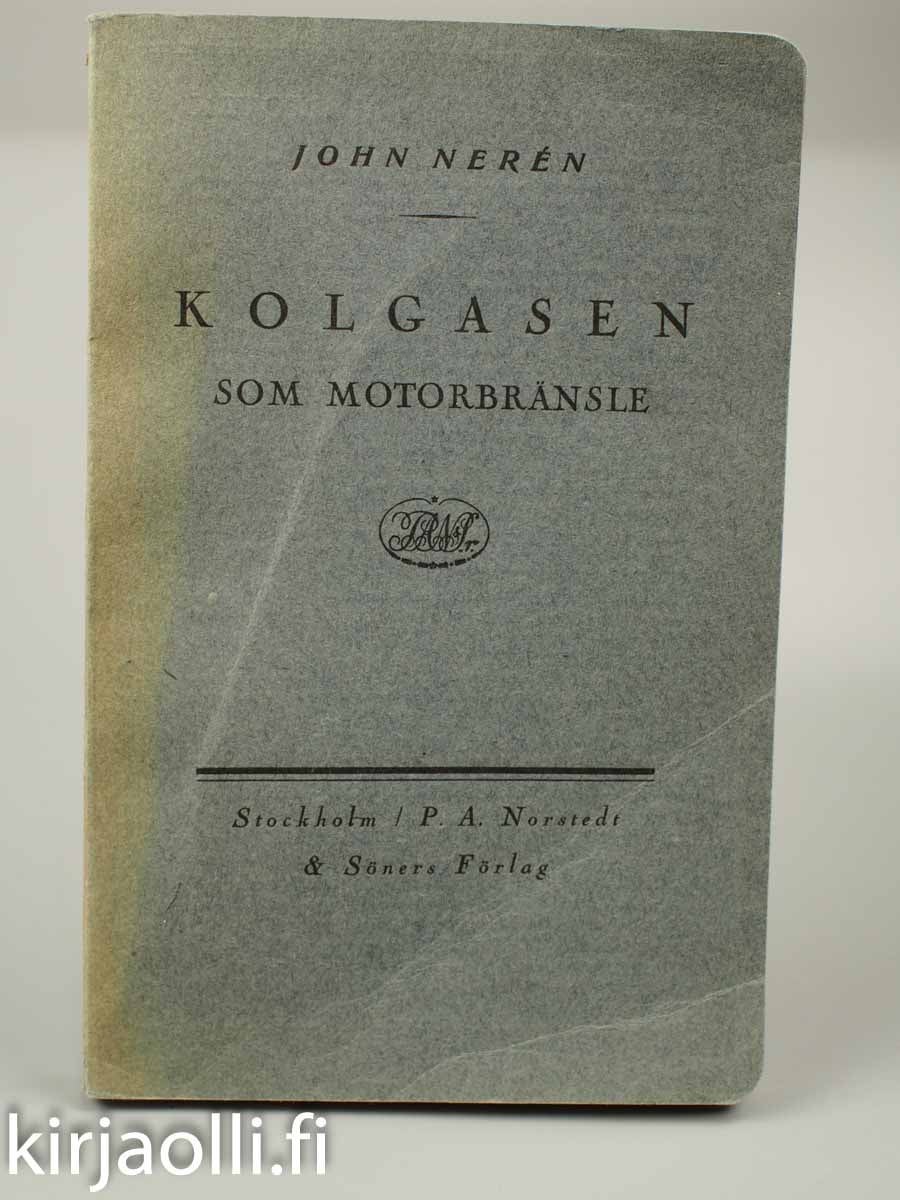 JOHN NERÉN
KOLGASEN
SOM MOTORBRÄNSLE
Stockholm / P. A. Norstedt
& Söners Förlag
kirjaolli.fi